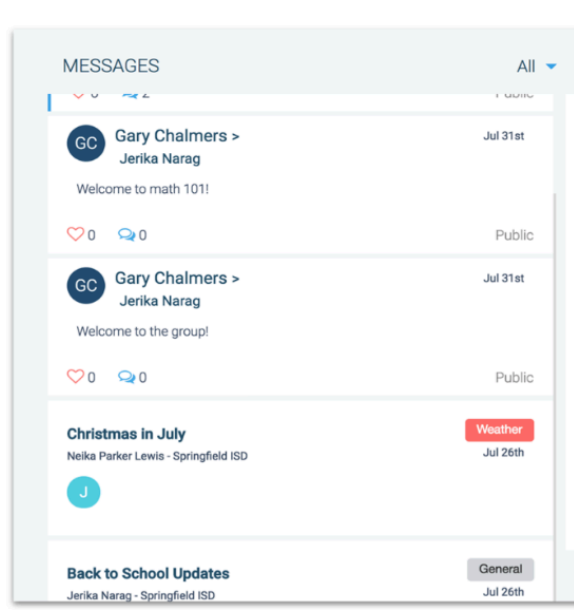 MESSAGES All
0 2 Public
GC Gary Chalmers > Jul 31st
Jerika Narag
Welcome to math 101!
0 0 Public
GC Gary Chalmers > Jul 31st
Jerika Narag
Welcome to the group!
0 0 Public
Christmas in July Weather
Neika Parker Lewis - Springfield ISD Jul 26th
J
Back to School Updates General
Jerika Narag - Springfield ISD Jul 26th